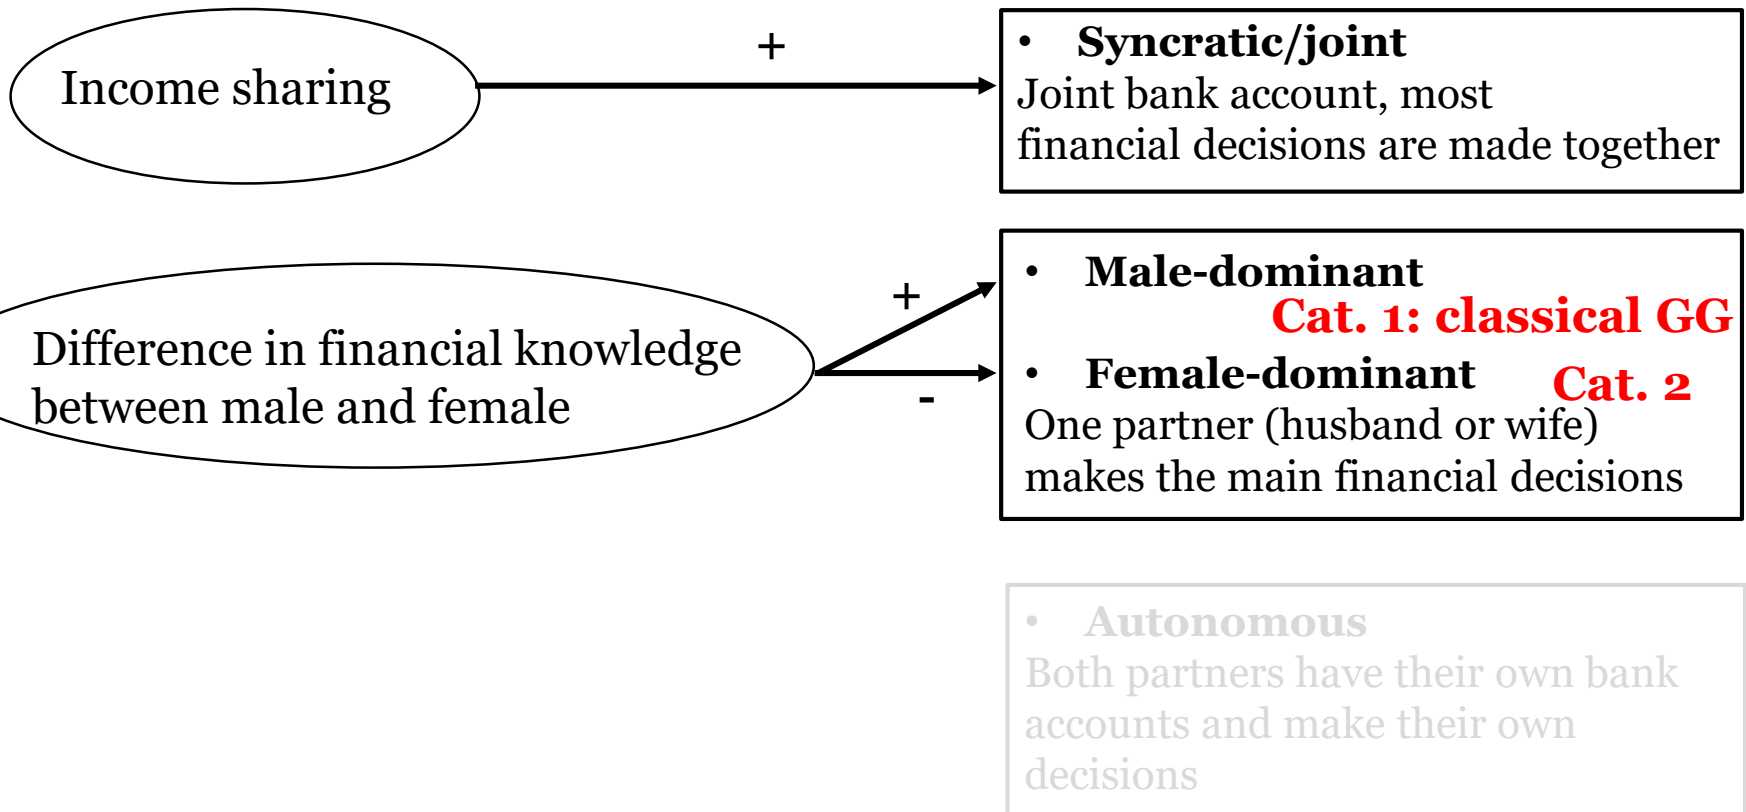 Income sharing
+
• Syncratic/joint
Joint bank account, most
financial decisions are made together
Difference in financial knowledge
between male and female
+
-
• Male-dominant
Cat. 1: classical GG
• Female-dominant Cat. 2
One partner (husband or wife)
makes the main financial decisions
• Autonomous
Both partners have their own bank
accounts and make their own
decisions